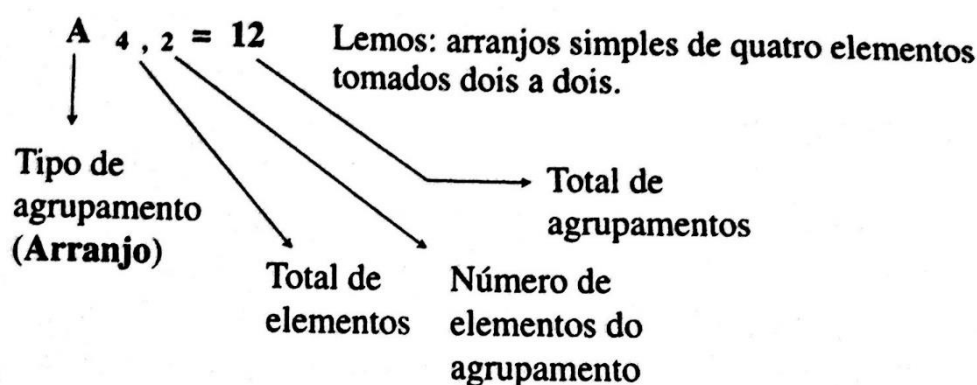 A 4 , 2 = 12
Lemos: arranjos simples de quatro elementos
tomados dois a dois.
Tipo de
agrupamento
(Arranjo)
Total de
agrupamentos
Total de
elementos
Número de
elementos do
agrupamento